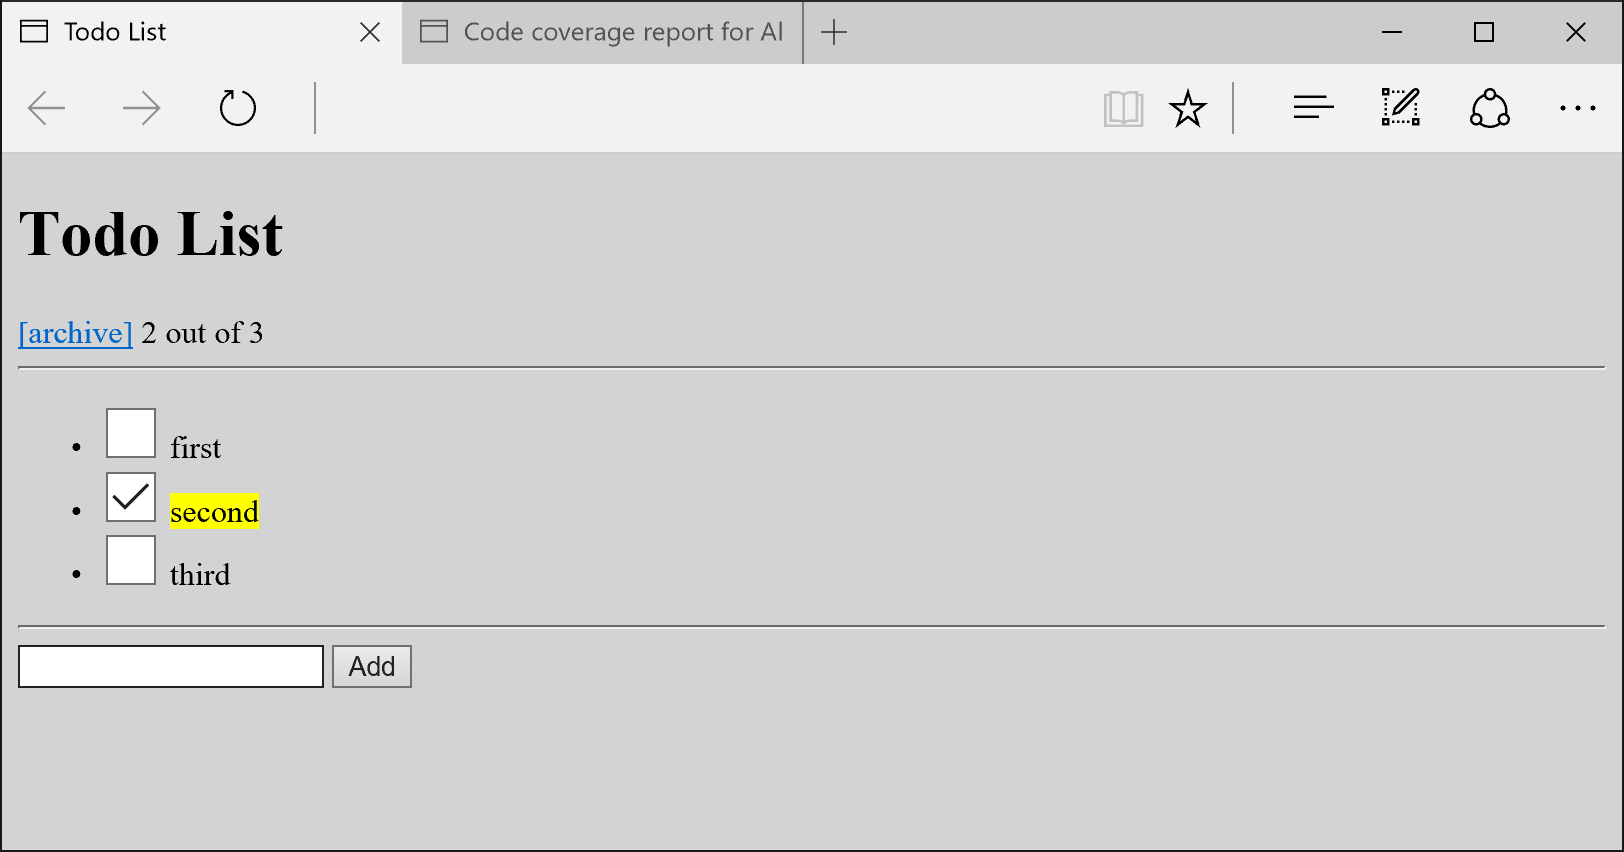 Todo List
Code coverage report for Al
Todo List
[archive] 2 out of 3
first
second
third
Add